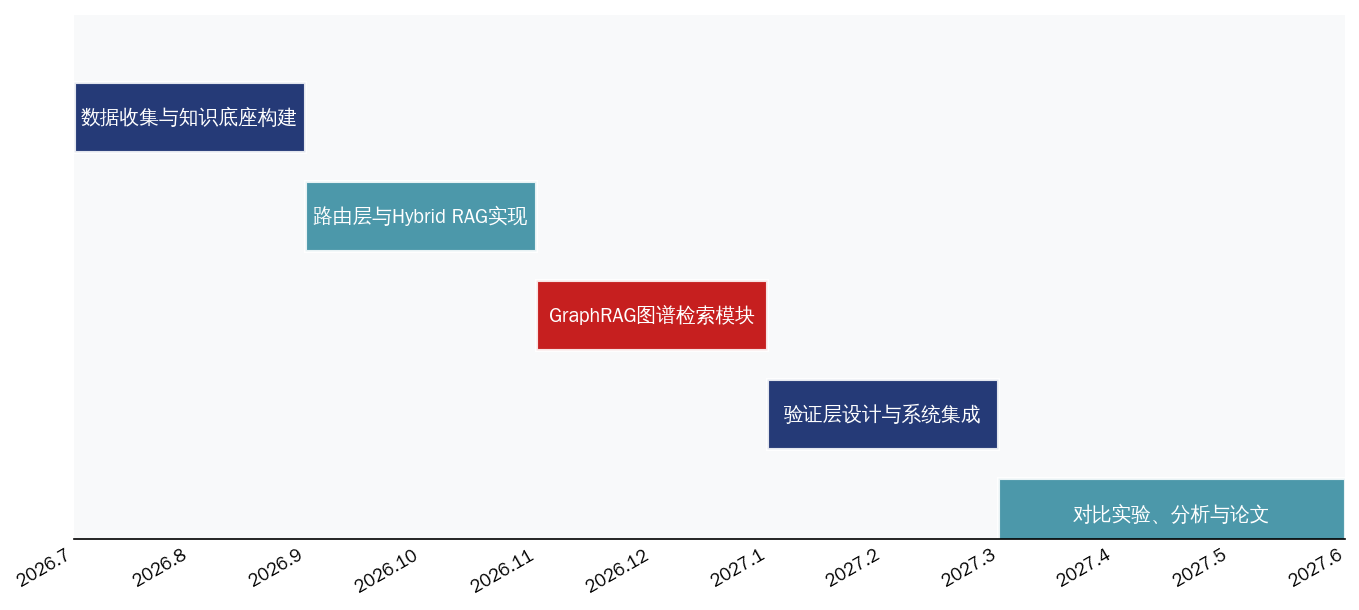 数据收集与知识底座构建
路由层与Hybrid RAG实现
GraphRAG图谱检索模块
验证层设计与系统集成
对比实验、分析与论文
2026.7
2026.8
2026.9
2026.10
2026.11
2026.12
2027.1
2027.2
2027.3
2027.4
2027.5
2027.6